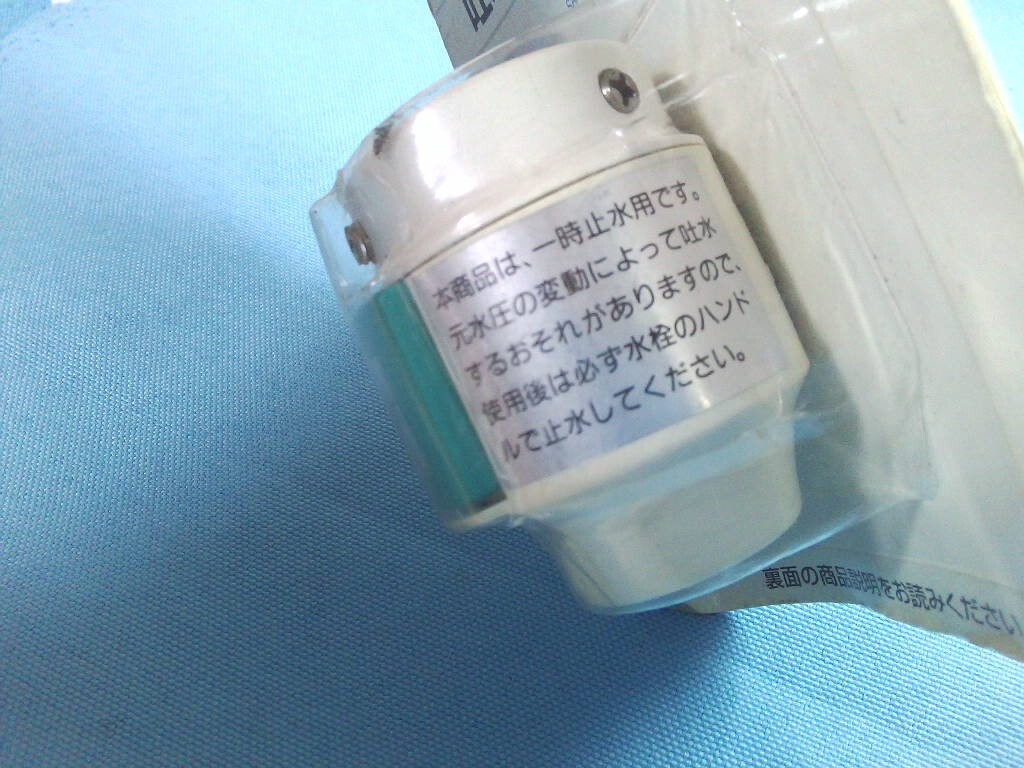 本商品は、一時止水用です。
元水圧の変動によって吐水
するおそれがありますので、
使用後は必ず水栓のハンド
ルで止水してください。
裏面の商品説明をお読みください